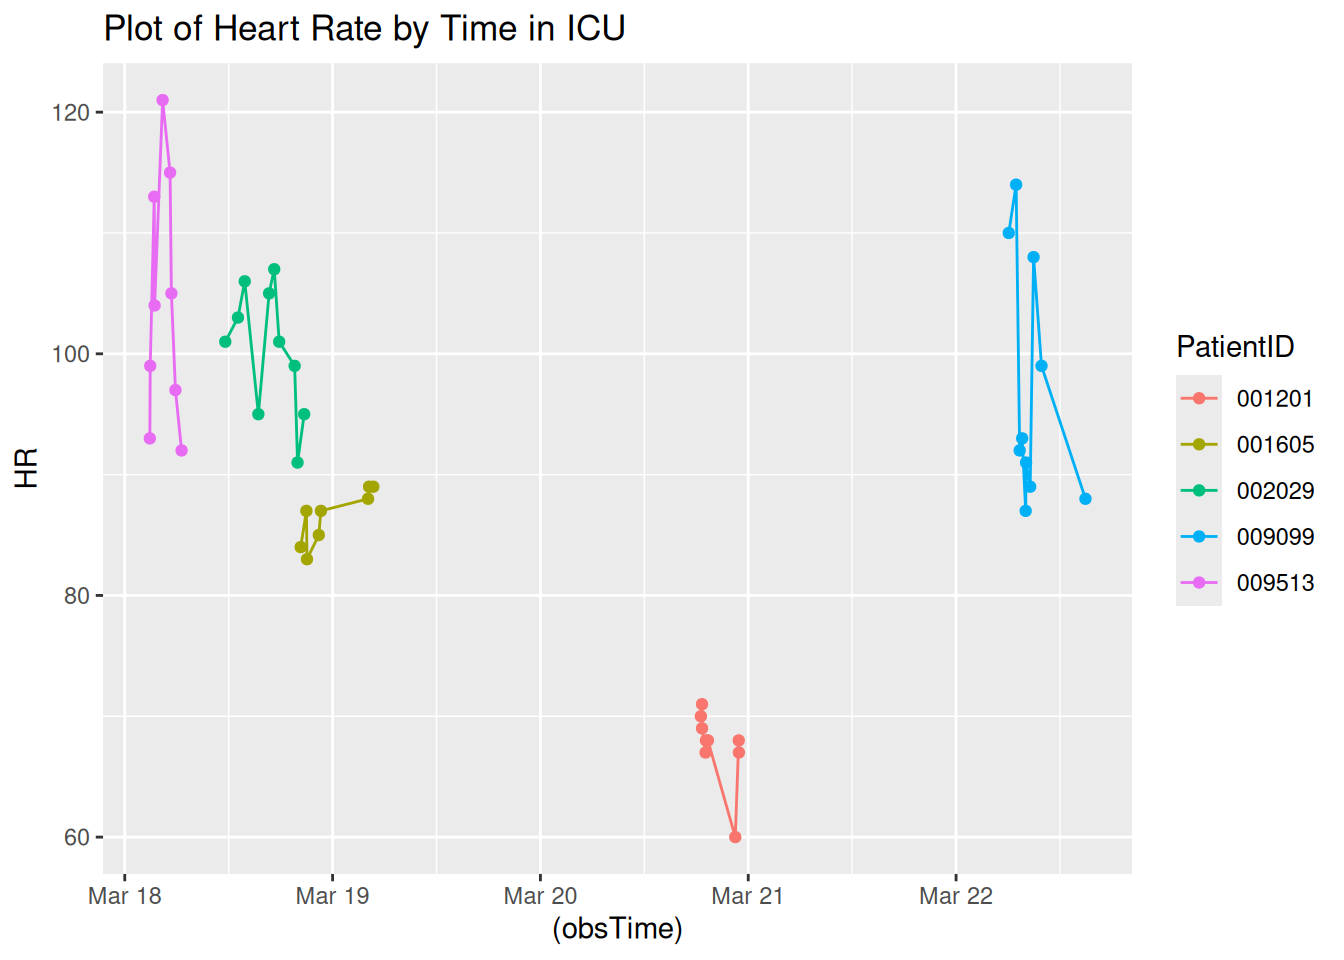 Plot of Heart Rate by Time in ICU
120
100
80
60
HR
Mar 18
Mar 19
Mar 20
Mar 21
Mar 22
(obsTime)
PatientID
001201
001605
002029
009099
009513